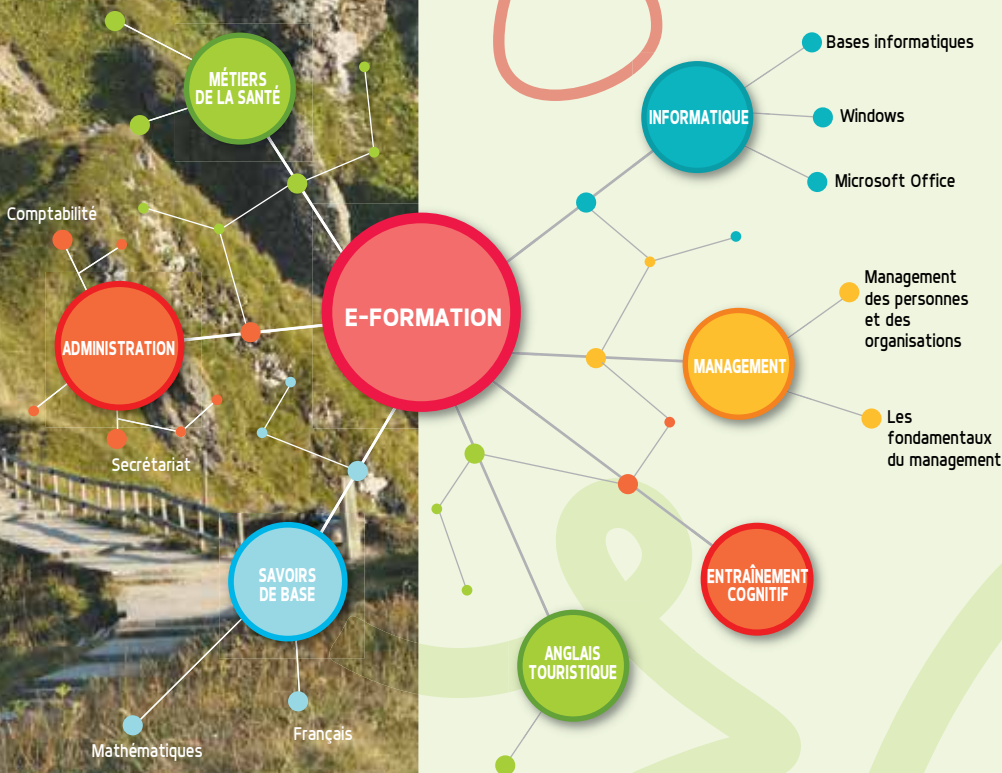 MÉTIERS
DE LA SANTÉ
Comptabilité
ADMINISTRATION
Secrétariat
E-FORMATION
SAVOIRS
DE BASE
Mathématiques
Français
INFORMATIQUE
Bases informatiques
Windows
Microsoft Office
MANAGEMENT
Management
des personnes
et des
organisations
Les
fondamentaux
du management
ENTRAÎNEMENT
COGNITIF
ANGLAIS
TOURISTIQUE